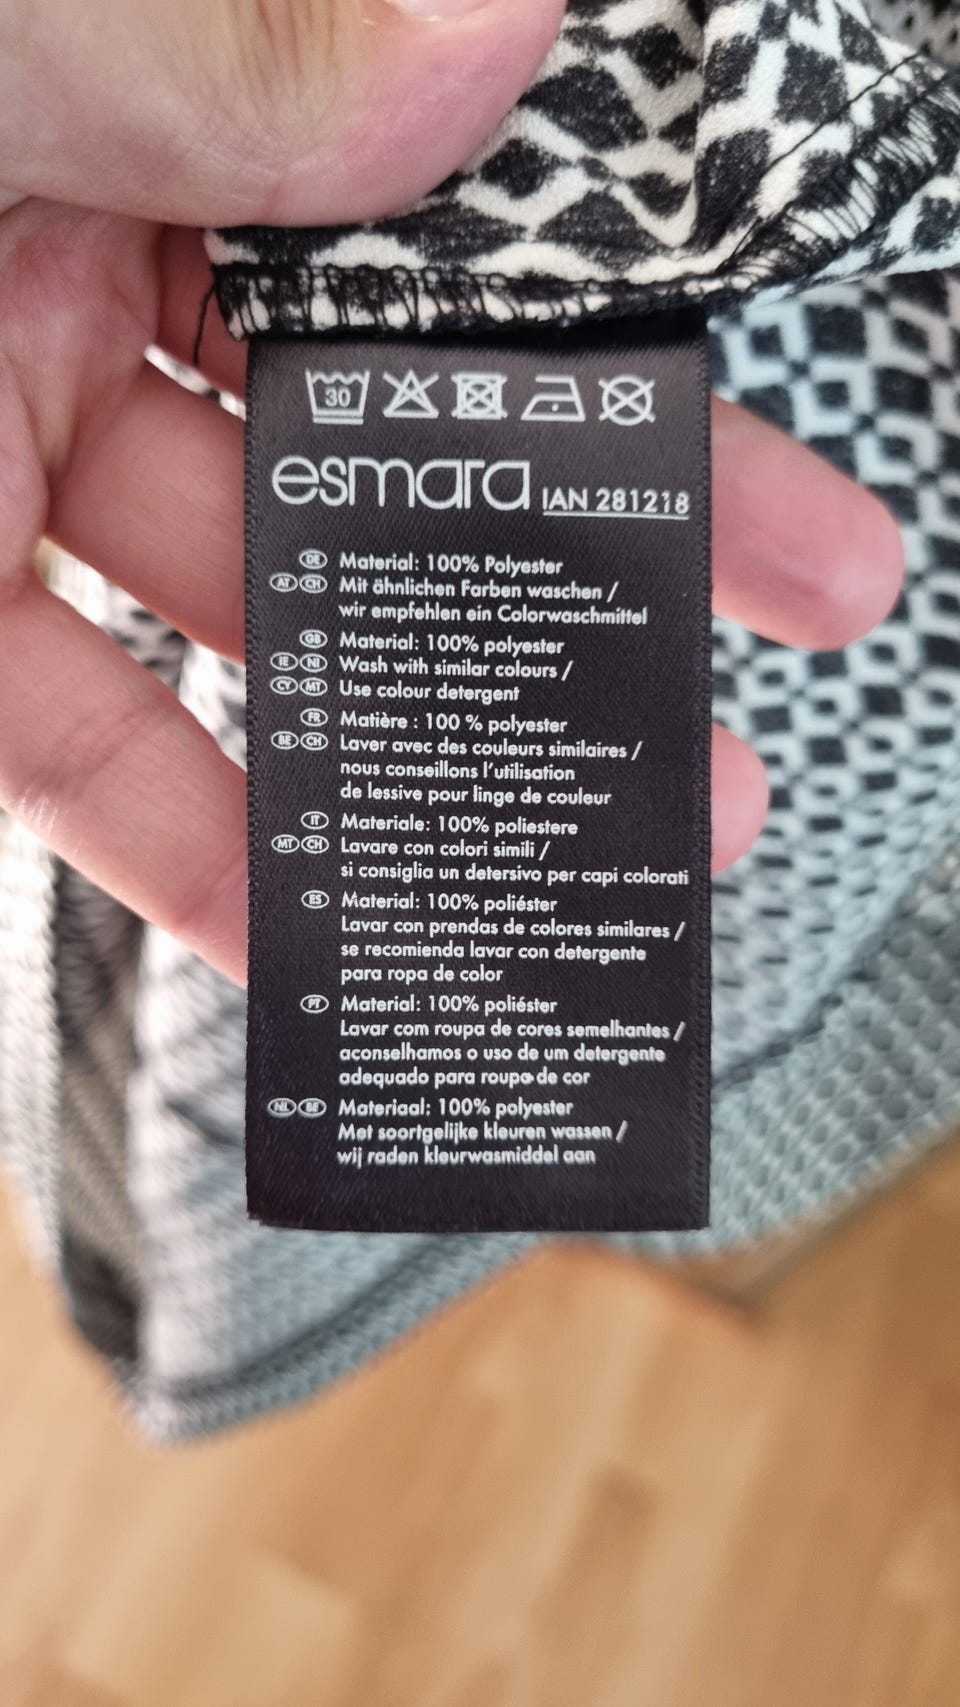 30
esmara IAN 281218
DE Material: 100% Polyester
AT CH Mit ähnlichen Farben waschen /
wir empfehlen ein Colorwaschmittel
GB Material: 100% polyester
IE NI Wash with similar colours /
CY MT Use colour detergent
FR Matière : 100 % polyester
BE CH Laver avec des couleurs similaires /
nous conseillons l'utilisation
de lessive pour linge de couleur
IT Materiale: 100% poliestere
MT CH Lavare con colori simili /
si consiglia un detersivo per capi colorati
ES Material: 100% poliéster
Lavar con prendas de colores similares /
se recomienda lavar con detergente
para ropa de color
PT Material: 100% poliéster
Lavar com roupa de cores semelhantes /
aconselhamos o uso de um detergente
adequado para roupa de cor
NL BE Materiaal: 100% polyester
Met soortgelijke kleuren wassen /
wij raden kleurwasmiddel aan